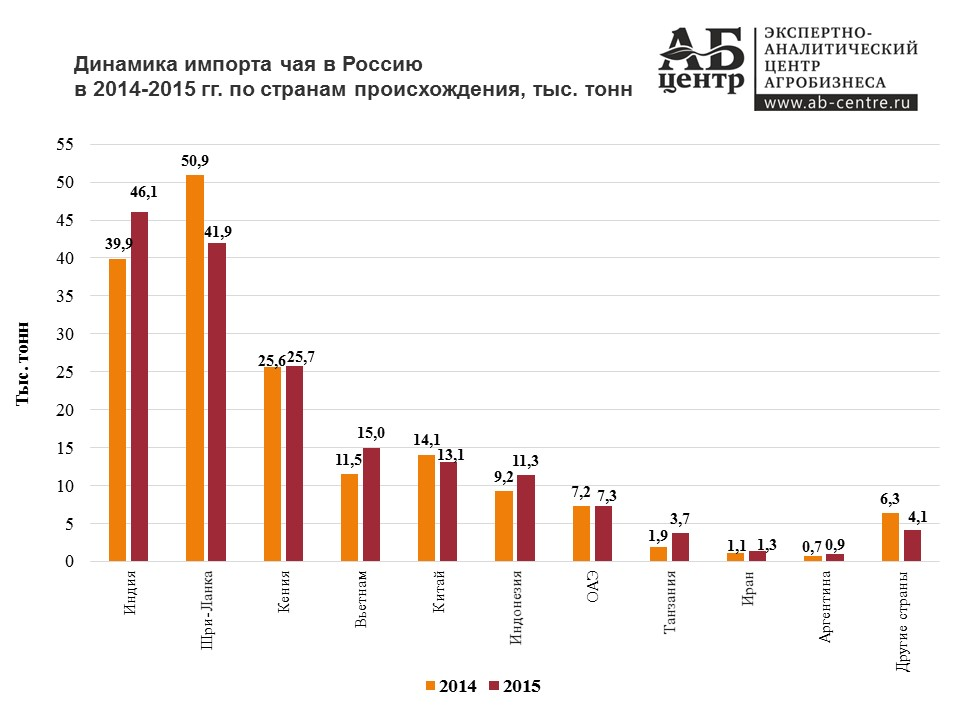 Динамика импорта чая в Россию
в 2014-2015 гг. по странам происхождения, тыс. тонн
АБ
центр
ЭКСПЕРТНО-
АНАЛИТИЧЕСКИЙ
ЦЕНТР
АГРОБИЗНЕСА
www.ab-centre.ru
Тыс. тонн
55
50
45
40
35
30
25
20
15
10
5
0
39,9
46,1
50,9
41,9
25,6
25,7
11,5
15,0
14,1
13,1
9,2
11,3
7,2
7,3
1,9
3,7
1,1
1,3
0,7
0,9
6,3
4,1
Индия
Шри-Ланка
Кения
Вьетнам
Китай
Индонезия
ОАЭ
Танзания
Иран
Аргентина
Другие страны
2014
2015